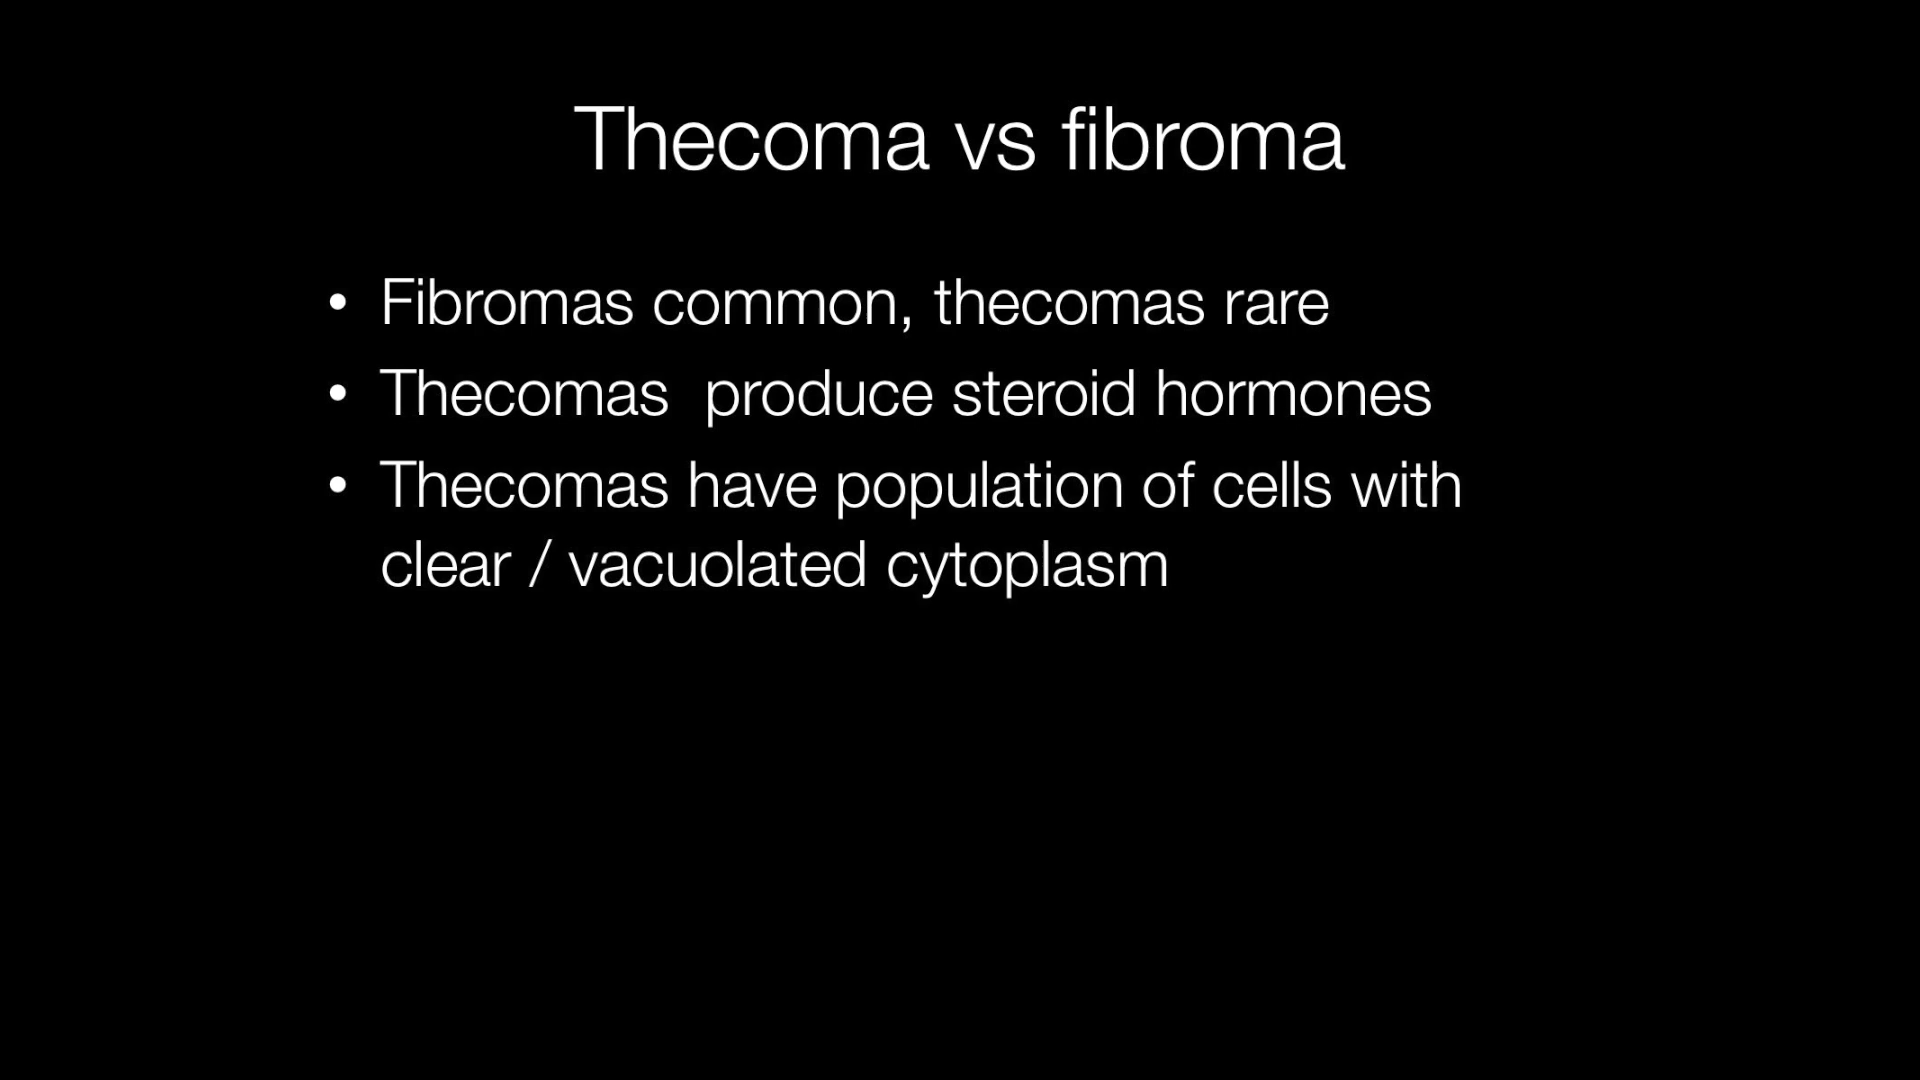 Thecoma vs fibroma
• Fibromas common, thecomas rare
• Thecomas  produce steroid hormones
• Thecomas have population of cells with
clear / vacuolated cytoplasm